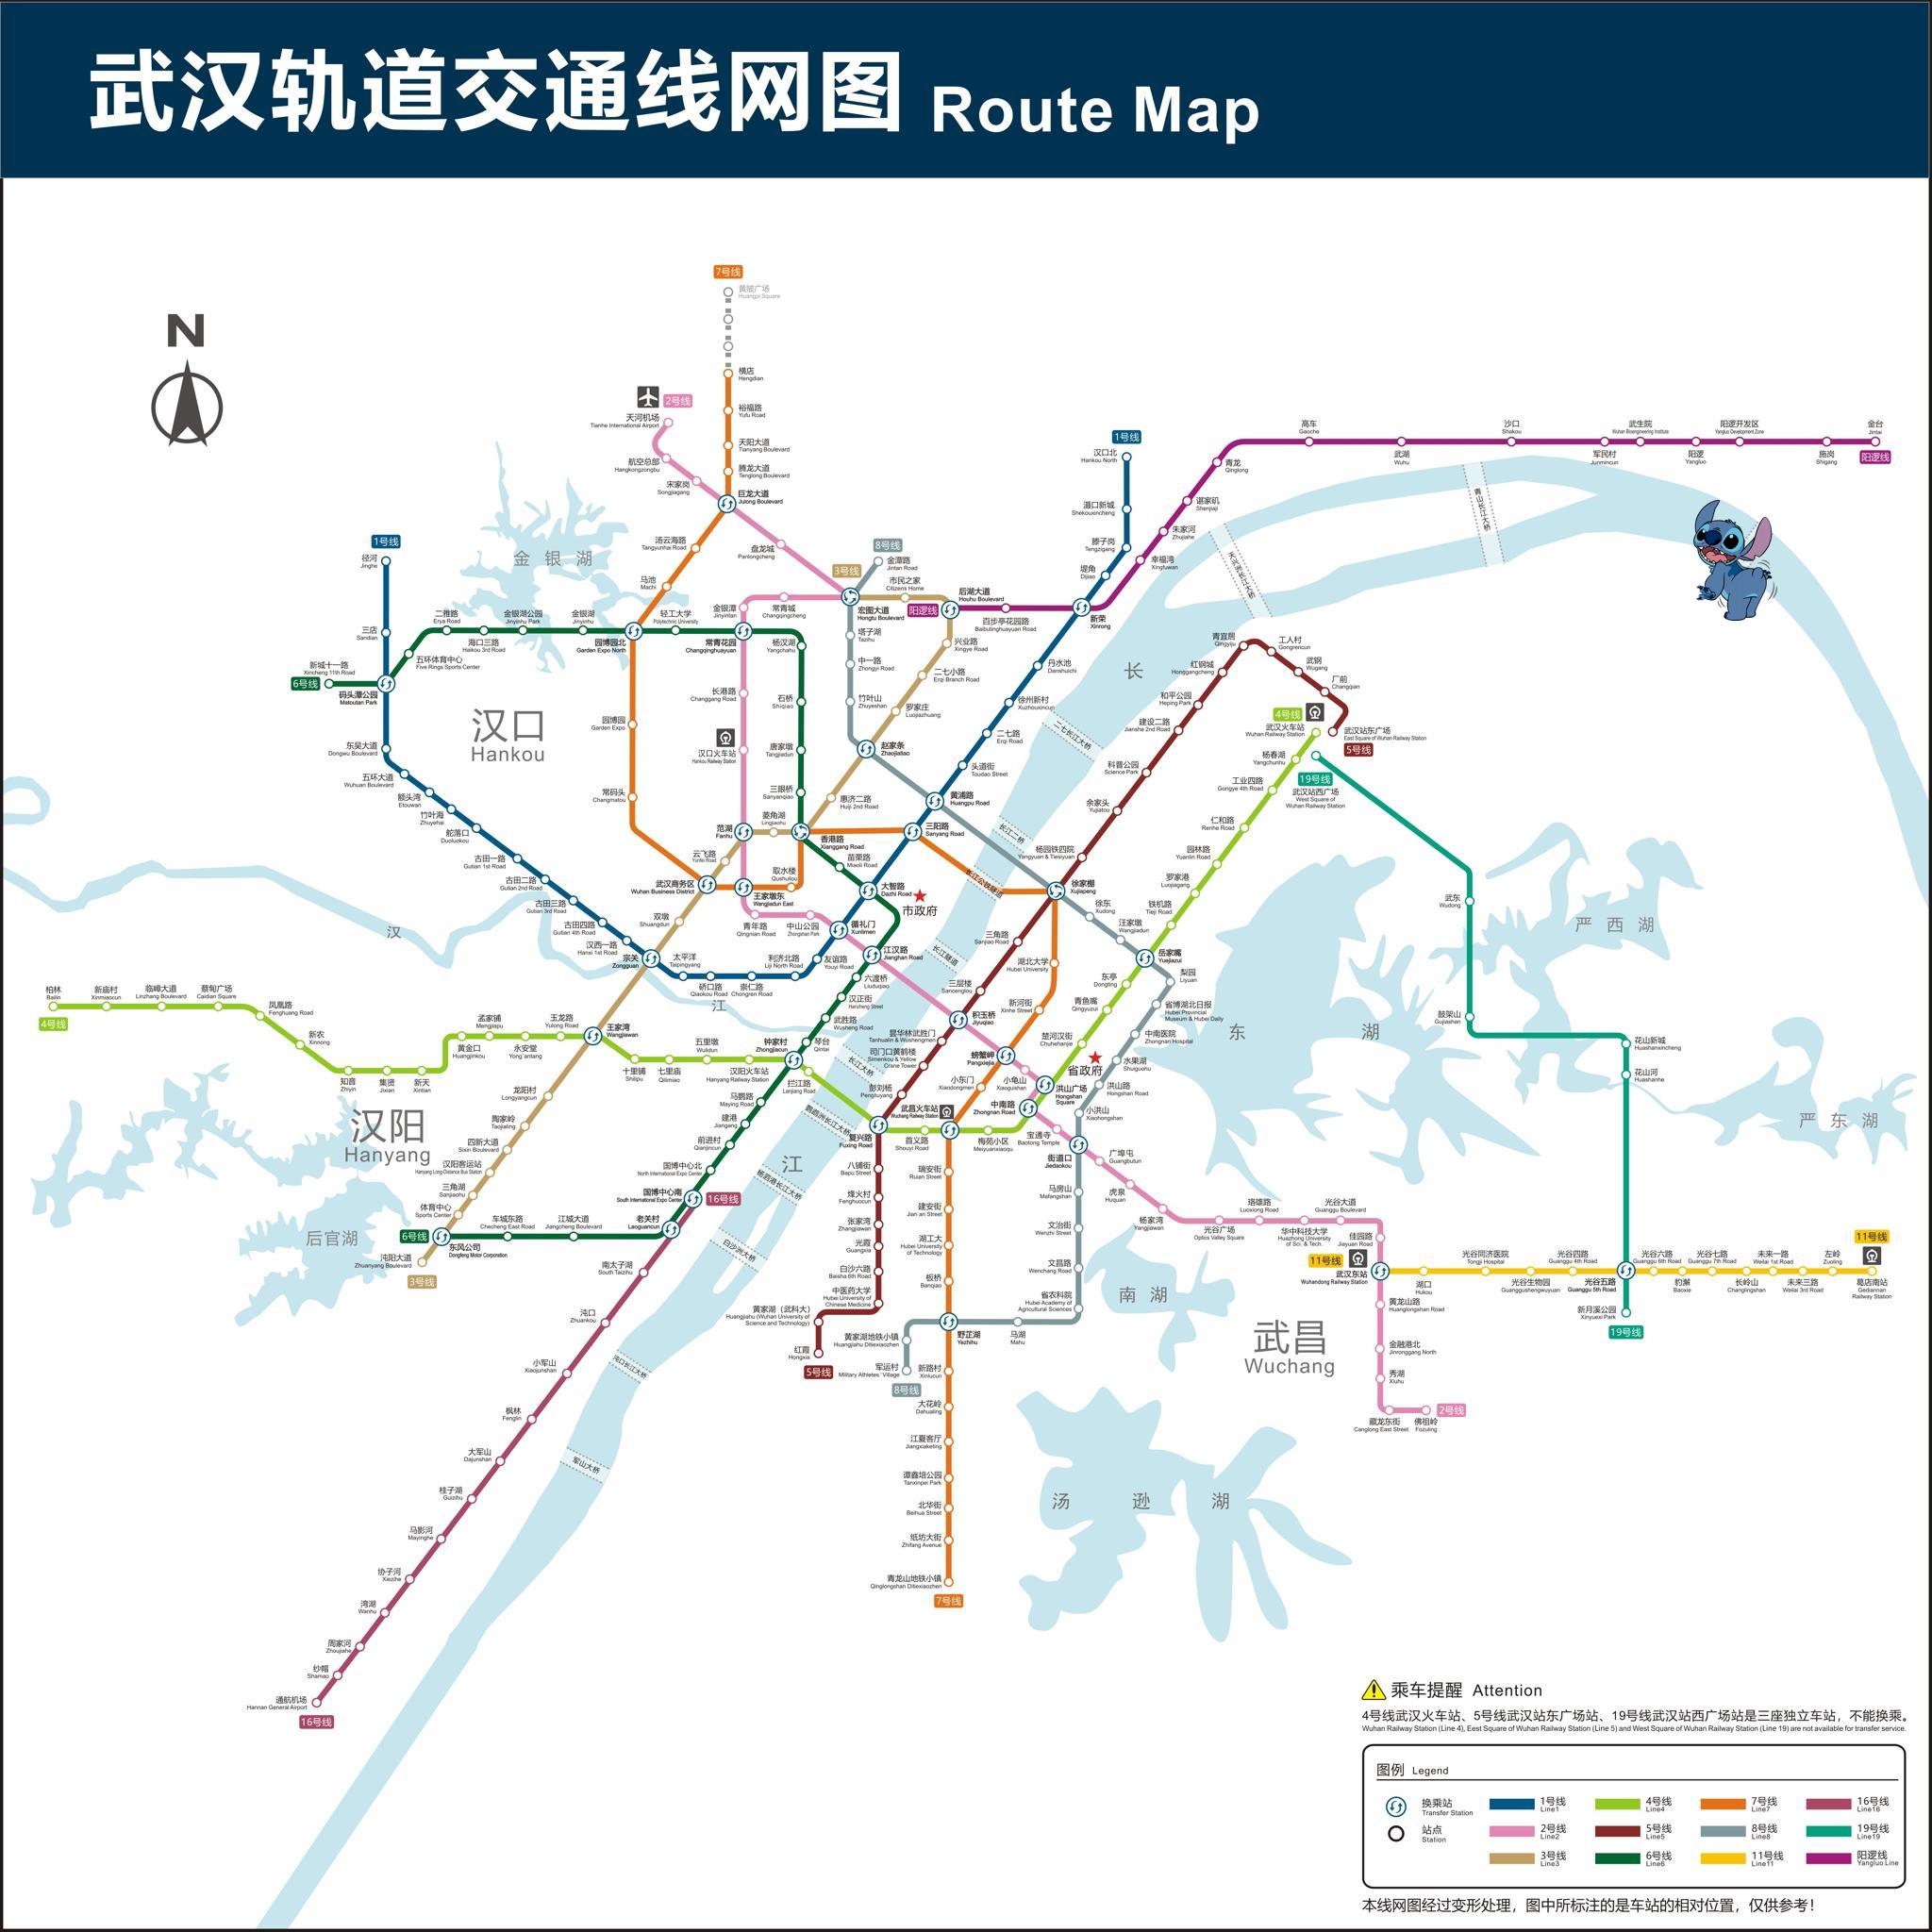 武汉轨道交通线网图 Route Map
N
7号线
黄陂广场
Huangpi Square
横店
Hengdian
裕福路
Yufu Road
天阳大道
Tianyang Boulevard
腾龙大道
Tenglong Boulevard
巨龙大道
Julong Boulevard
2号线
天河机场
Tianhe International Airport
航空总部
Hangkongzongbu
宋家岗
Songjiagang
汤云海路
Tangyunhai Road
盘龙城
Panlongcheng
马池
Machi
1号线
汉口北
Hankou North
滠口新城
Shekouxincheng
滕子岗
Tengzigang
堤角
Dijiao
新荣
Xinrong
青龙
Qinglong
谌家矶
Shenjiaji
朱家河
Zhujiahe
幸福湾
Xingfuwan
高车
Gaoche
武湖
Wuhu
沙口
Shakou
军民村
Junmincun
武生院
Wuhan Bioengineering Institute
阳逻
Yangluo
阳逻开发区
Yangluo Development Zone
施岗
Shigang
金台
Jintai
阳逻线
青山长江大桥
天兴洲长江大桥
1号线
径河
Jinghe
三店
Sandian
金银湖
8号线
金潭路
Jintan Road
3号线
市民之家
Citizens Home
宏图大道
Hongtu Boulevard
阳逻线
后湖大道
Houhu Boulevard
百步亭花园路
Baibutinghuayuan Road
二雅路
Erya Road
海口三路
Haikou 3rd Road
金银湖公园
Jinyinhu Park
金银湖
Jinyinhu
园博园北
Garden Expo North
轻工大学
Polytechnic University
金银潭
Jinyintan
常青城
Changqingcheng
常青花园
Changqinghuayuan
杨汊湖
Yangchahu
塔子湖
Tazihu
中一路
Zhongyi Road
竹叶山
Zhuyeshan
兴业路
Xingye Road
二七小路
Erqi Branch Road
罗家庄
Luojiazhuang
赵家条
Zhaojiatiao
五环体育中心
Five Rings Sports Center
新城十一路
Xincheng 11th Road
6号线
码头潭公园
Matoutan Park
汉口
Hankou
园博园
Garden Expo
长港路
Changgang Road
石桥
Shiqiao
汉口火车站
Hankou Railway Station
唐家墩
Tangjiadun
三眼桥
Sanyanqiao
常码头
Changmatou
惠济二路
Huiji 2nd Road
范湖
Fanhu
菱角湖
Lingjiaohu
香港路
Xianggang Road
云飞路
Yunfei Road
武汉商务区
Wuhan Business District
王家墩东
Wangjiadun East
取水楼
Qushuilou
苗栗路
Miaoli Road
大智路
Dazhi Road
三阳路
Sanyang Road
黄浦路
Huangpu Road
头道街
Toudao Street
二七路
Erqi Road
徐州新村
Xuzhouxincun
丹水池
Danshuichi
长
二七长江大桥
长江二桥
长江公铁隧道
长江隧道
东吴大道
Dongwu Boulevard
五环大道
Wuhuan Boulevard
额头湾
Etouwan
竹叶海
Zhuyehai
舵落口
Duoluokou
古田一路
Gutian 1st Road
古田二路
Gutian 2nd Road
古田三路
Gutian 3rd Road
古田四路
Gutian 4th Road
汉西一路
Hanxi 1st Road
宗关
Zongguan
双墩
Shuangdun
太平洋
Taipingyang
硚口路
Qiaokou Road
崇仁路
Chongren Road
利济北路
Liji North Road
友谊路
Youyi Road
循礼门
Xunlimen
青年路
Qingnian Road
中山公园
Zhongshan Park
市政府
江汉路
Jianghan Road
六渡桥
Liuduqiao
汉正街
Hanzheng Street
武胜路
Wusheng Road
琴台
Qintai
汉
江
青宜居
Qingyiju
工人村
Gongrencun
武钢
Wugang
厂前
Changqian
红钢城
Honggangcheng
和平公园
Heping Park
建设二路
Jianshe 2nd Road
科普公园
Science Park
余家头
Yujiatou
杨园铁四院
Yangyuan & Tiesiyuan
徐家棚
Xujiapeng
4号线
武汉火车站
Wuhan Railway Station
武汉站东广场
East Square of Wuhan Railway Station
5号线
杨春湖
Yangchunhu
19号线
武汉站西广场
West Square of
Wuhan Railway Station
工业四路
Gongye 4th Road
仁和路
Renhe Road
园林路
Yuanlin Road
罗家港
Luojiagang
铁机路
Tieji Road
徐东
Xudong
汪家墩
Wangjiadun
岳家嘴
Yuejiazui
梨园
Liyuan
东亭
Dongting
青鱼嘴
Qingyuzui
楚河汉街
Chuhehanjie
省博湖北日报
Hubei Provincial
Museum & Hubei Daily
中南医院
Zhongnan Hospital
水果湖
Shuiguohu
洪山路
Hongshan Road
小洪山
Xiaohongshan
省政府
三角路
Sanjiao Road
湖北大学
Hubei University
三层楼
Sancenglou
新河街
Xinhe Street
积玉桥
Jiyuqiao
螃蟹岬
Pangxiejia
小龟山
Xiaoguishan
洪山广场
Hongshan
Square
中南路
Zhongnan Road
小东门
Xiaodongmen
昙华林武胜门
Tanhualin & Wushengmen
司门口黄鹤楼
Simenkou & Yellow
Crane Tower
彭刘杨
Pengliuyang
复兴路
Fuxing Road
首义路
Shouyi Road
武昌火车站
Wuchang Railway Station
梅苑小区
Meiyuanxiaoqu
宝通寺
Baotong Temple
街道口
Jiedaokou
广埠屯
Guangbutun
虎泉
Huquan
杨家湾
Yangjiawan
武东
Wudong
鼓架山
Gujiashan
花山新城
Huashanxincheng
花山河
Huashanhe
严西湖
严东湖
东湖
4号线
柏林
Bailin
新庙村
Xinmiaocun
临嶂大道
Linzhang Boulevard
蔡甸广场
Caidian Square
凤凰路
Fenghuang Road
新农
Xinnong
知音
Zhiyin
集贤
Jixian
新天
Xintian
黄金口
Huangjinkou
孟家铺
Mengjiapu
永安堂
Yong'antang
玉龙路
Yulong Road
王家湾
Wangjiawan
十里铺
Shilipu
七里庙
Qilimiao
五里墩
Wulidun
汉阳火车站
Hanyang Railway Station
钟家村
Zhongjiacun
拦江路
Lanjiang Road
长江大桥
鹦鹉洲长江大桥
杨泗港长江大桥
白沙洲大桥
江
马鹦路
Maying Road
建港
Jiangang
前进村
Qianjincun
国博中心北
North International Expo Center
国博中心南
South International Expo Center
16号线
老关村
Laoguancun
汉阳
Hanyang
龙阳村
Longyangcun
陶家岭
Taojialing
四新大道
Sixin Boulevard
汉阳客运站
Hanyang Long Distance Bus Station
三角湖
Sanjiaohu
体育中心
Sports Center
6号线
东风公司
Dongfeng Motor Corporation
车城东路
Checheng East Road
江城大道
Jiangcheng Boulevard
后官湖
沌阳大道
Zhuanyang Boulevard
3号线
南太子湖
South Taizihu
沌口
Zhuankou
小军山
Xiaojunshan
枫林
Fenglin
大军山
Dajunshan
桂子湖
Guizihu
马影河
Mayinghe
协子河
Xiezihe
湾湖
Wanhu
周家河
Zhoujiahe
纱帽
Shamao
通航机场
Hannan General Airport
16号线
沌口长江大桥
军山大桥
八铺街
Bapu Street
烽火村
Fenghuocun
张家湾
Zhangjiawan
光霞
Guangxia
白沙六路
Baisha 6th Road
中医药大学
Hubei University of
Chinese Medicine
黄家湖（武科大）
Huangjiahu (Wuhan University of
Science and Technology)
红霞
Hongxia
5号线
瑞安街
Ruian Street
建安街
Jian an Street
湖工大
Hubei University
of Technology
板桥
Banqiao
野芷湖
Yezhihu
黄家湖地铁小镇
Huangjiahu Ditiexiaozhen
军运村
Military Athletes' Village
8号线
马湖
Mahu
马房山
Mafangshan
文治街
Wenzhi Street
文昌路
Wenchang Road
省农科院
Hubei Academy of
Agricultural Sciences
新路村
Xinlucun
大花岭
Dahualing
江夏客厅
Jiangxiaketing
谭鑫培公园
Tanxinpei Park
北华街
Beihua Street
纸坊大街
Zhifang Avenue
青龙山地铁小镇
Qinglongshan Ditiexiaozhen
7号线
南湖
汤逊湖
武昌
Wuchang
光谷广场
Optics Valley Square
珞雄路
Luoxiong Road
华中科技大学
Huazhong University
of Sci. & Tech.
光谷大道
Guanggu Boulevard
佳园路
Jiayuan Road
11号线
武汉东站
Wuhandong Railway Station
湖口
Hukou
黄龙山路
Huanglongshan Road
金融港北
Jinronggang North
秀湖
Xiuhu
藏龙东街
Canglong East Street
佛祖岭
Fozuling
2号线
光谷同济医院
Tongji Hospital
光谷生物园
Guanggushengwuyuan
光谷四路
Guanggu 4th Road
光谷五路
Guanggu 5th Road
光谷六路
Guanggu 6th Road
豹澥
Baoxie
光谷七路
Guanggu 7th Road
长岭山
Changlingshan
未来一路
Weilai 1st Road
未来三路
Weilai 3rd Road
左岭
Zuoling
11号线
葛店南站
Gediannan
Railway Station
新月溪公园
Xinyuexi Park
19号线
乘车提醒 Attention
4号线武汉火车站、5号线武汉站东广场站、19号线武汉站西广场站是三座独立车站，不能换乘。
Wuhan Railway Station (Line 4), East Square of Wuhan Railway Station (Line 5) and West Square of Wuhan Railway Station (Line 19) are not available for transfer service.
图例 Legend
换乘站
Transfer Station
站点
Station
1号线
Line1
2号线
Line2
3号线
Line3
4号线
Line4
5号线
Line5
6号线
Line6
7号线
Line7
8号线
Line8
11号线
Line11
16号线
Line16
19号线
Line19
阳逻线
Yangluo Line
本线网图经过变形处理，图中所标注的是车站的相对位置，仅供参考！